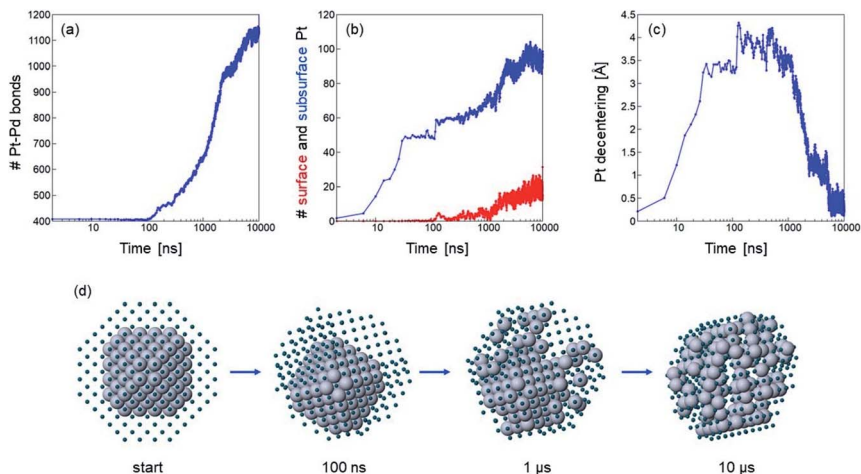 (a)
# Pt-Pd bonds
1200
1100
1000
900
800
700
600
500
400
10
100
1000
10000
Time [ns]
(b)
# surface and subsurface Pt
120
100
80
60
40
20
0
10
100
1000
10000
Time [ns]
(c)
Pt decentering [Å]
4.5
4
3.5
3
2.5
2
1.5
1
0.5
0
10
100
1000
10000
Time [ns]
(d)
start
100 ns
1 µs
10 µs